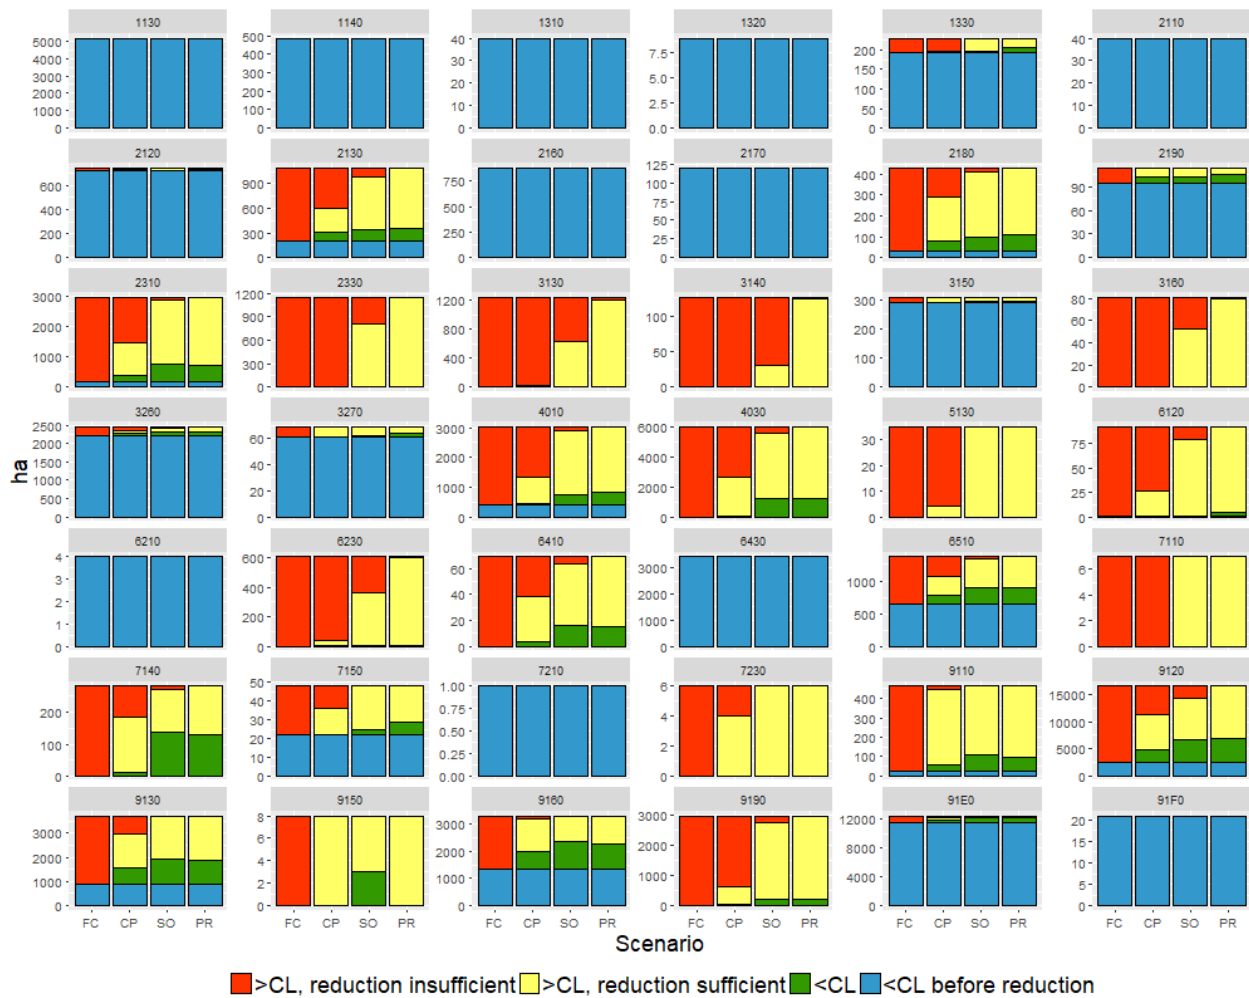 1130 1140 1310 1320 1330 2110
5000 4000 3000 2000 1000 0
500 400 300 200 100 0
40 30 20 10 0
7.5 5.0 2.5 0.0
200 150 100 50 0
40 30 20 10 0
2120 2130 2160 2170 2180 2190
600 400 200 0
900 600 300 0
750 500 250 0
125 100 75 50 25 0
400 300 200 100 0
90 60 30 0
2310 2330 3130 3140 3150 3160
3000 2000 1000 0
1200 900 600 300 0
1200 800 400 0
100 50 0
300 200 100 0
80 60 40 20 0
3260 3270 4010 4030 5130 6120
2500 2000 1500 1000 500 0
60 40 20 0
3000 2000 1000 0
6000 4000 2000 0
30 20 10 0
75 50 25 0
ha
6210 6230 6410 6430 6510 7110
4 3 2 1 0
600 400 200 0
60 40 20 0
3000 2000 1000 0
1000 500 0
6 4 2 0
7140 7150 7210 7230 9110 9120
200 100 0
50 40 30 20 10 0
1.00 0.75 0.50 0.25 0.00
6 4 2 0
400 300 200 100 0
15000 10000 5000 0
9130 9150 9160 9190 91E0 91F0
3000 2000 1000 0
8 6 4 2 0
3000 2000 1000 0
3000 2000 1000 0
12000 8000 4000 0
20 15 10 5 0
FC CP SO PR FC CP SO PR FC CP SO PR FC CP SO PR FC CP SO PR FC CP SO PR
Scenario
>CL, reduction insufficient >CL, reduction sufficient <CL <CL before reduction